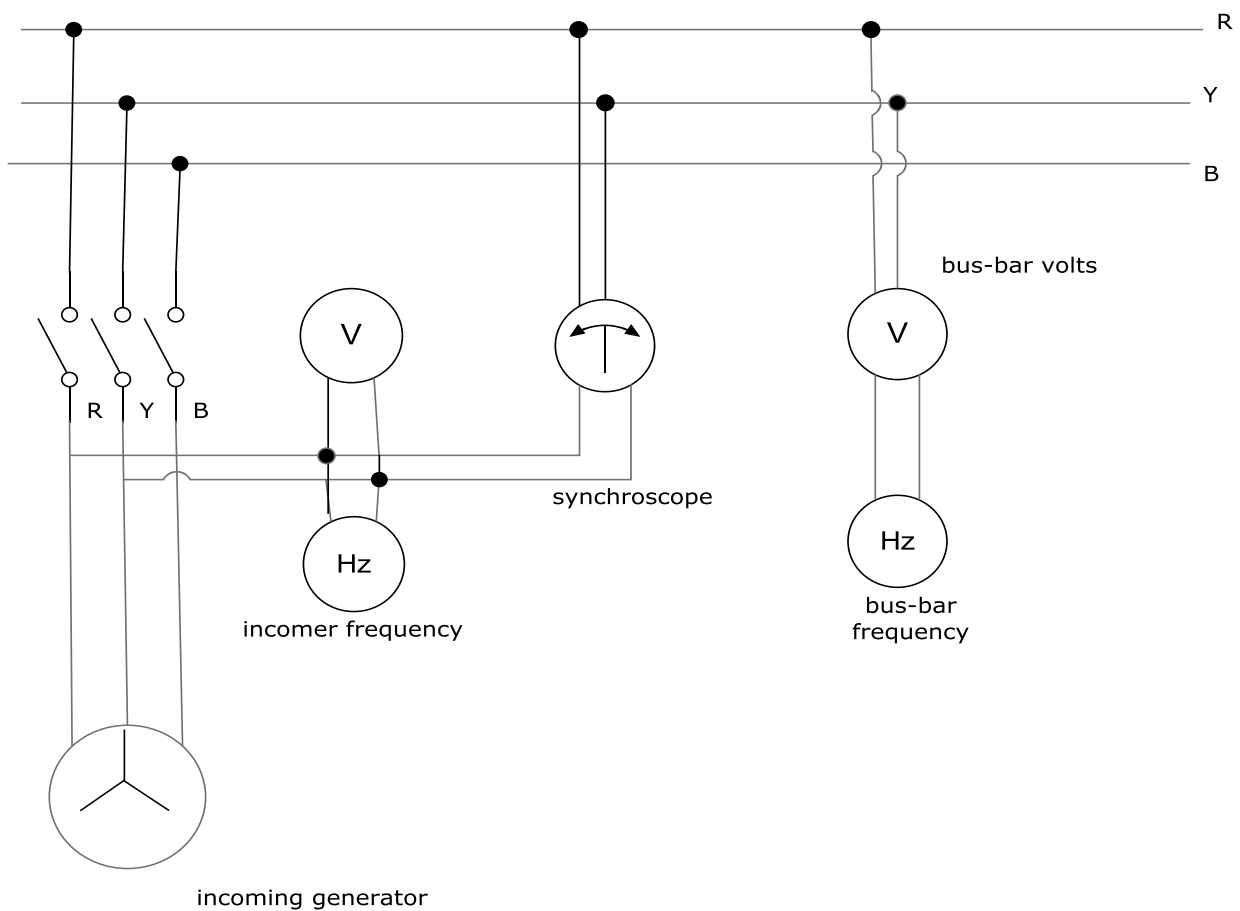 R
Y
B
bus-bar volts
V
V
R Y B
synchroscope
Hz
Hz
bus-bar
frequency
incomer frequency
incoming generator